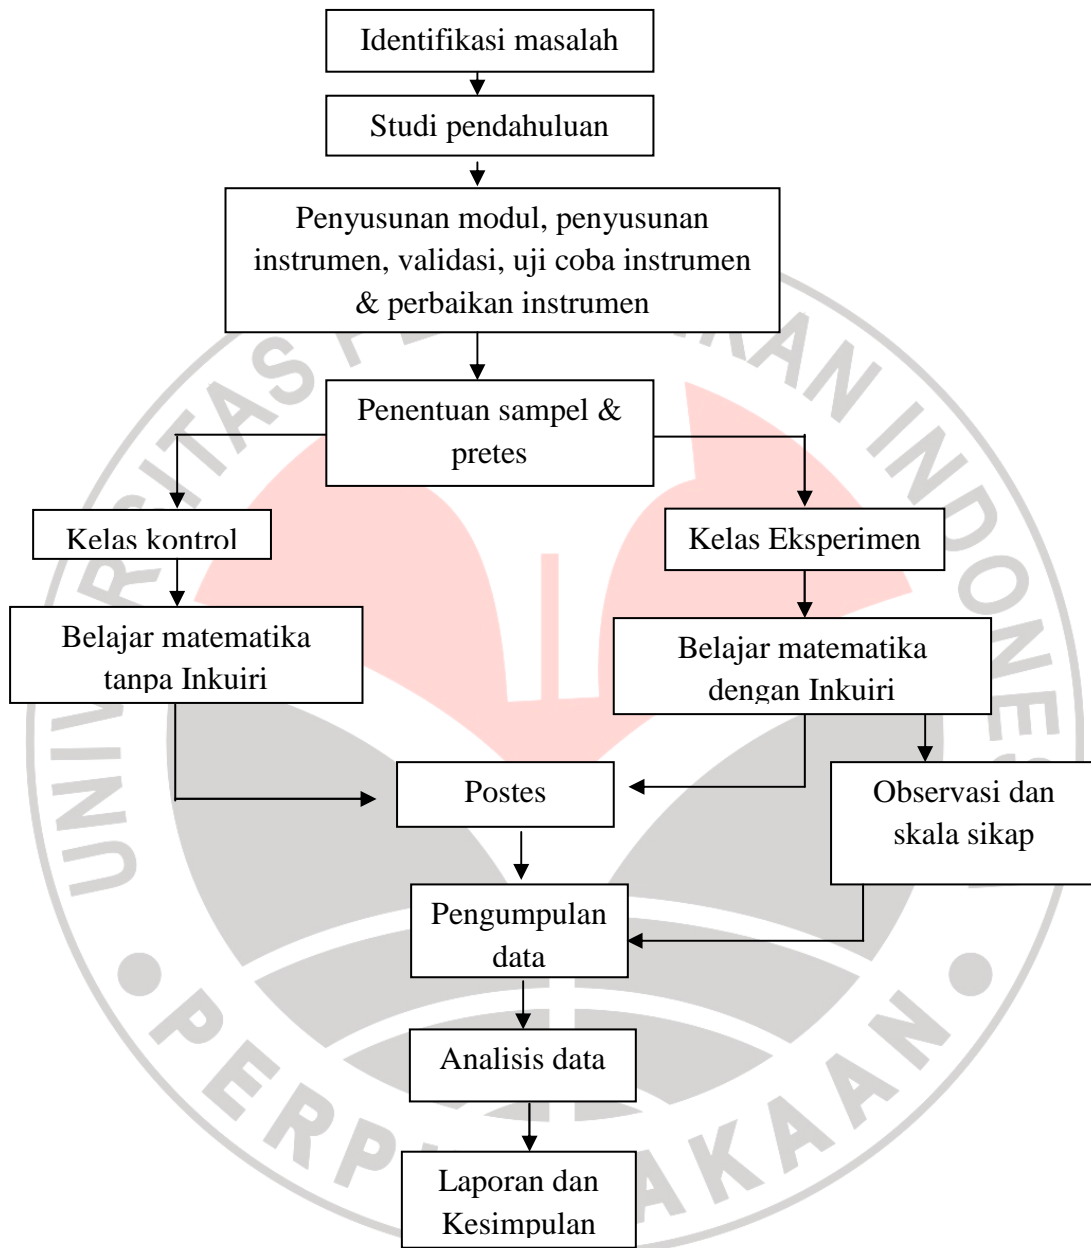 Identifikasi masalah
Studi pendahuluan
Penyusunan modul, penyusunan
instrumen, validasi, uji coba instrumen
& perbaikan instrumen
Penentuan sampel &
pretes
Kelas kontrol
Kelas Eksperimen
Belajar matematika
tanpa Inkuiri
Belajar matematika
dengan Inkuiri
Postes
Observasi dan
skala sikap
Pengumpulan
data
Analisis data
Laporan dan
Kesimpulan